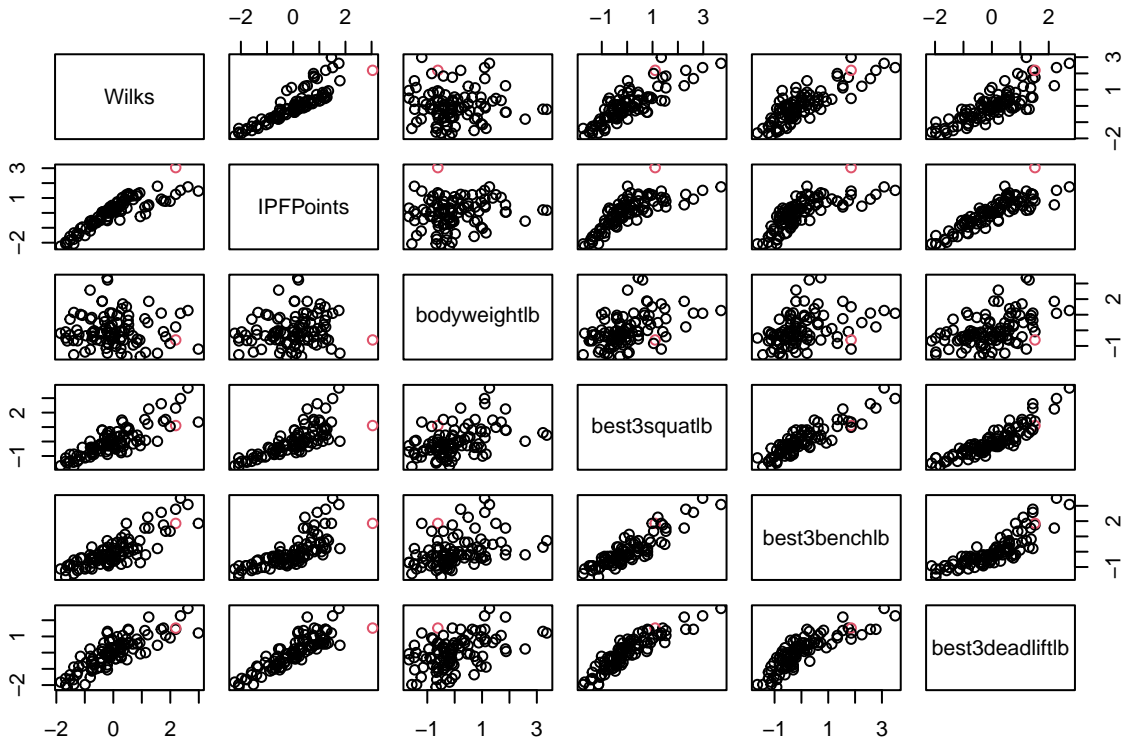 −2 0 2 −1 1 3 −2 0 2
Wilks −2 1 3
−2 1 3 IPFPoints
bodyweightlb −1 2
−1 2 best3squatlb
best3benchlb −1 2
−2 1 best3deadliftlb
−2 0 2 −1 1 3 −1 1 3